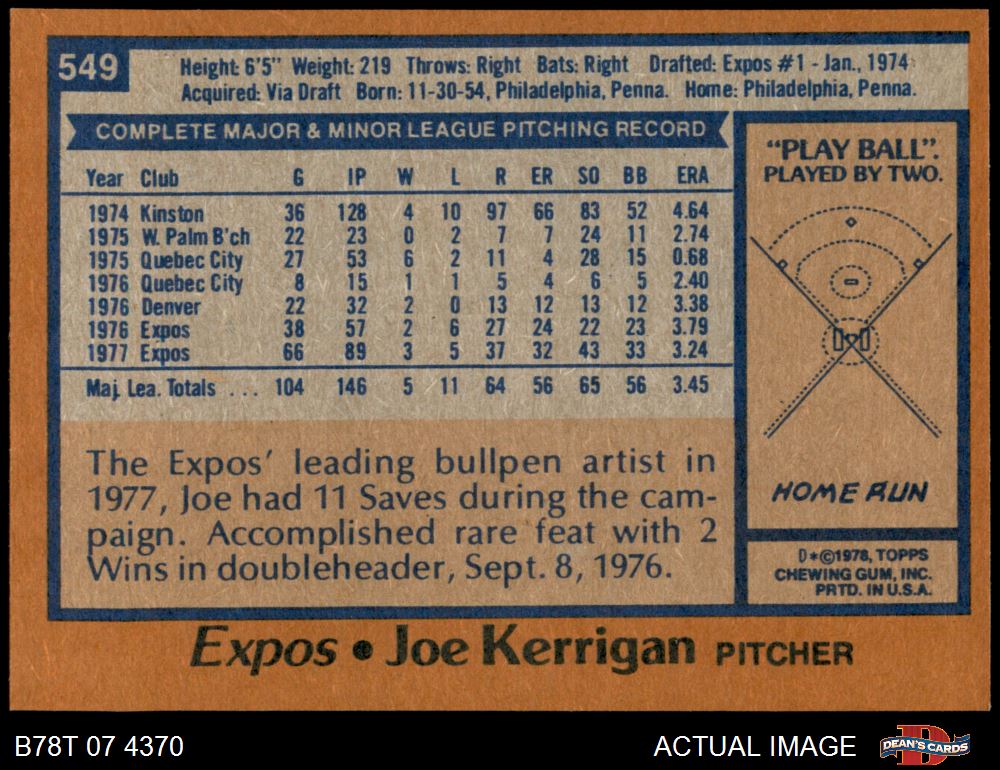 549
Height: 6'5" Weight: 219 Throws: Right Bats: Right Drafted: Expos #1 - Jan., 1974
Acquired: Via Draft Born: 11-30-54, Philadelphia, Penna. Home: Philadelphia, Penna.
COMPLETE MAJOR & MINOR LEAGUE PITCHING RECORD
Year Club G IP W L R ER SO BB ERA
1974 Kinston 36 128 4 10 97 66 83 52 4.64
1975 W. Palm B'ch 22 23 0 2 7 7 24 11 2.74
1975 Quebec City 27 53 6 2 11 4 28 15 0.68
1976 Quebec City 8 15 1 1 5 4 6 5 2.40
1976 Denver 22 32 2 0 13 12 13 12 3.38
1976 Expos 38 57 2 6 27 24 22 23 3.79
1977 Expos 66 89 3 5 37 32 43 33 3.24
Maj. Lea. Totals ... 104 146 5 11 64 56 65 56 3.45
The Expos' leading bullpen artist in
1977, Joe had 11 Saves during the cam-
paign. Accomplished rare feat with 2
Wins in doubleheader, Sept. 8, 1976.
"PLAY BALL".
PLAYED BY TWO.
HOME RUN
D*©1978, TOPPS
CHEWING GUM, INC.
PRTD. IN U.S.A.
Expos • Joe Kerrigan PITCHER
B78T 07 4370
ACTUAL IMAGE
D
DEAN'S CARDS